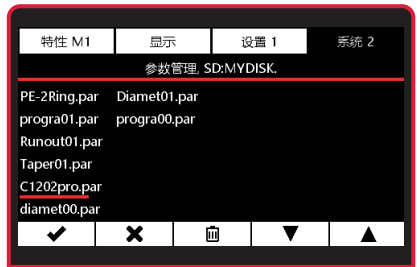 特性 M1 显示 设置 1 系统 2
参数管理, SD:MYDISK.
PE-2Ring.par Diamet01.par
progra01.par progra00.par
Runout01.par
Taper01.par
C1202pro.par
diamet00.par